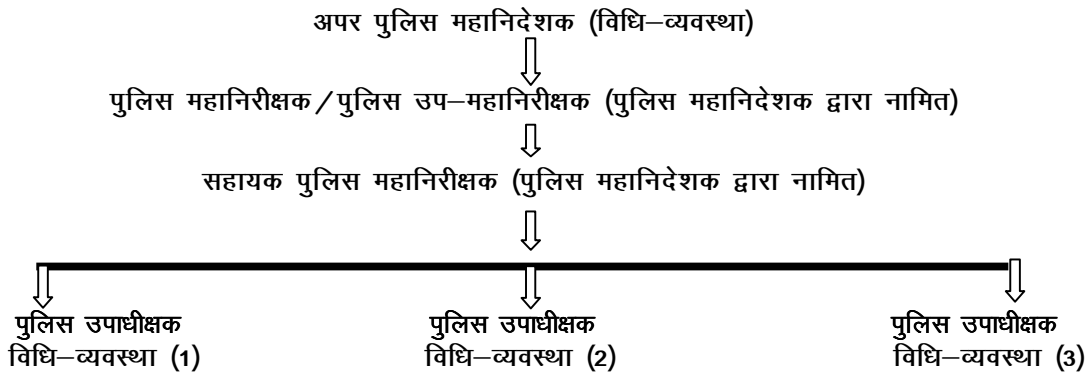 अपर पुलिस महानिदेशक (विधि–व्यवस्था)
पुलिस महानिरीक्षक/पुलिस उप–महानिरीक्षक (पुलिस महानिदेशक द्वारा नामित)
सहायक पुलिस महानिरीक्षक (पुलिस महानिदेशक द्वारा नामित)
पुलिस उपाधीक्षक पुलिस उपाधीक्षक पुलिस उपाधीक्षक
विधि–व्यवस्था (1) विधि–व्यवस्था (2) विधि–व्यवस्था (3)